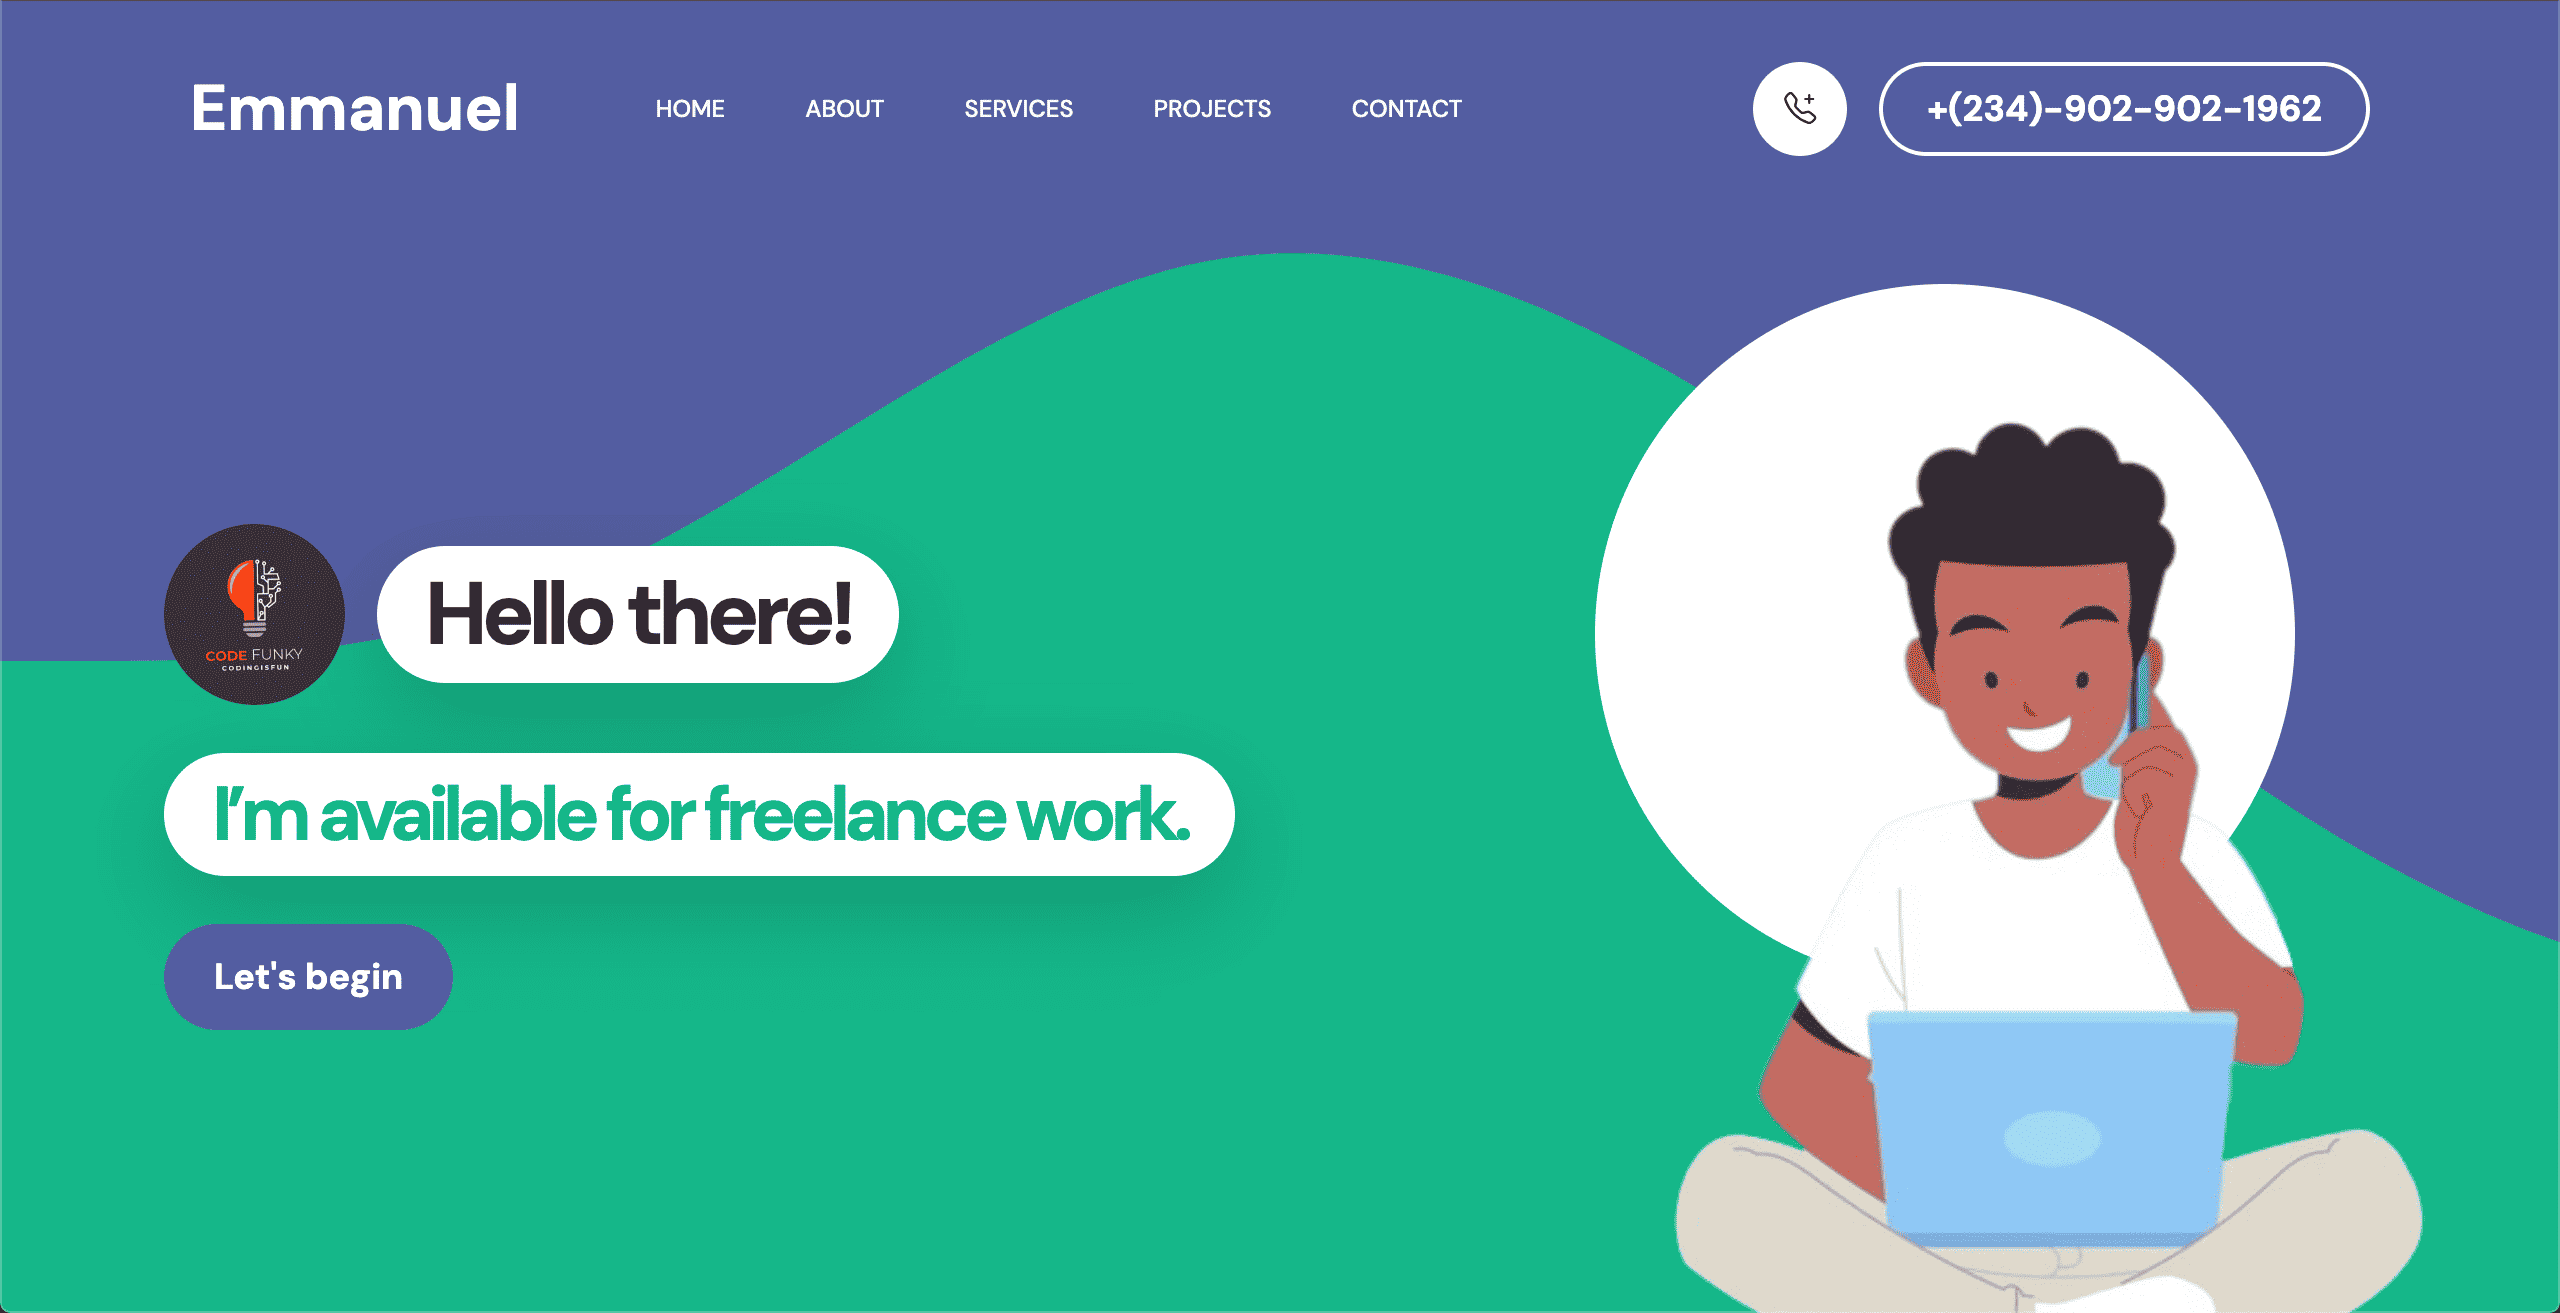 Emmanuel
HOME ABOUT SERVICES PROJECTS CONTACT
+(234)-902-902-1962
CODE FUNKY
CODINGISFUN
Hello there!
I'm available for freelance work.
Let's begin